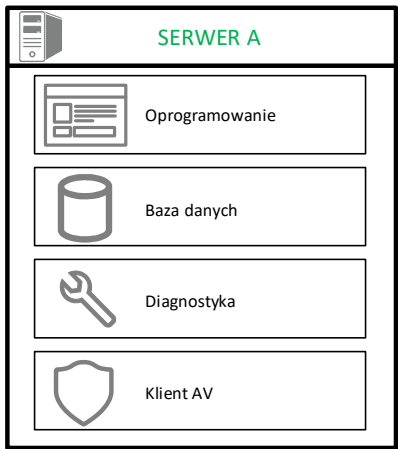 SERWER A
Oprogramowanie
Baza danych
Diagnostyka
Klient AV